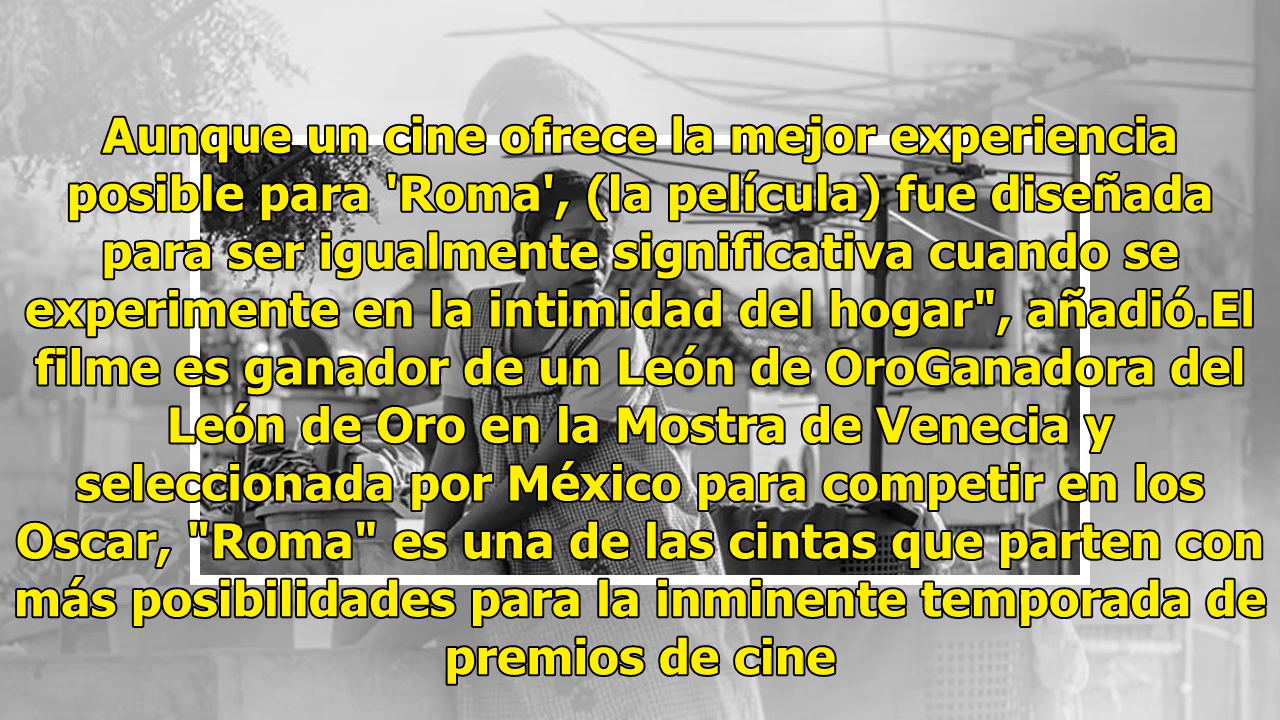 Aunque un cine ofrece la mejor experiencia
posible para 'Roma', (la película) fue diseñada
para ser igualmente significativa cuando se
experimente en la intimidad del hogar", añadió.El
filme es ganador de un León de OroGanadora del
León de Oro en la Mostra de Venecia y
seleccionada por México para competir en los
Oscar, "Roma" es una de las cintas que parten con
más posibilidades para la inminente temporada de
premios de cine